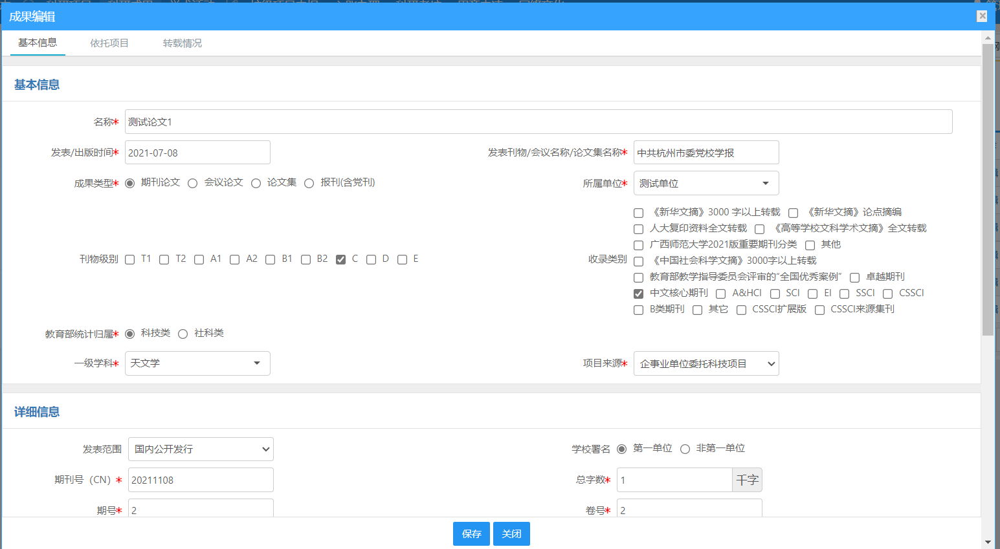 成果编辑
基本信息 依托项目 转载情况
基本信息
名称* 测试论文1
发表/出版时间* 2021-07-08 发表刊物/会议名称/论文集名称* 中共杭州市委党校学报
成果类型* 期刊论文 会议论文 论文集 报刊(含党刊) 所属单位* 测试单位
刊物级别 T1 T2 A1 A2 B1 B2 C D E
收录类别
《新华文摘》3000 字以上转载 《新华文摘》论点摘编
人大复印资料全文转载 《高等学校文科学术文摘》全文转载
广西师范大学2021版重要期刊分类 其他
《中国社会科学文摘》3000字以上转载
教育部教学指导委员会评审的“全国优秀案例” 卓越期刊
中文核心期刊 A&HCI SCI EI SSCI CSSCI
B类期刊 其它 CSSCI扩展版 CSSCI来源集刊
教育部统计归属* 科技类 社科类
一级学科* 天文学 项目来源* 企事业单位委托科技项目
详细信息
发表范围 国内公开发行 学校署名 第一单位 非第一单位
期刊号（CN）* 20211108 总字数* 1 千字
期号* 2 卷号* 2
保存 关闭